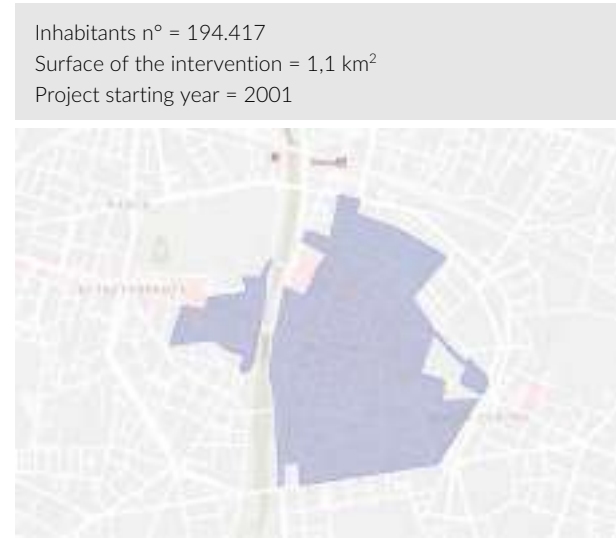 Inhabitants n° = 194.417
Surface of the intervention = 1,1 km²
Project starting year = 2001